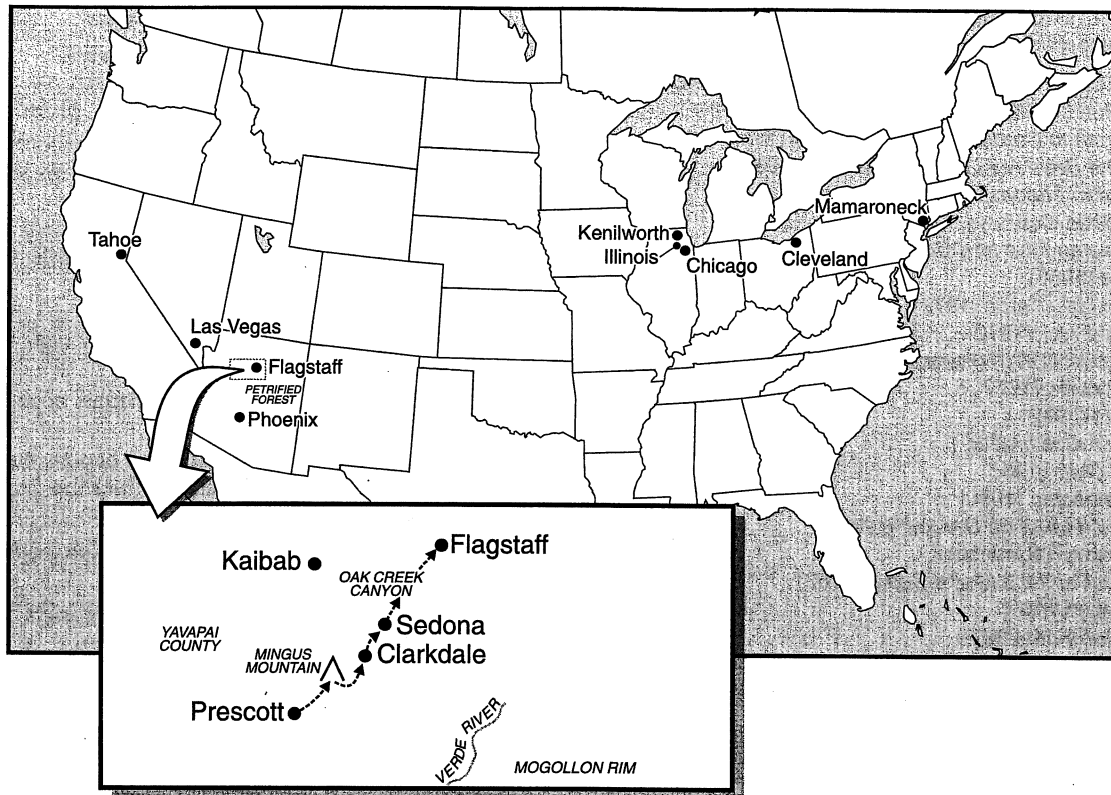 Mamaroneck
Kenilworth
Tahoe
Illinois
Chicago
Cleveland
Las Vegas
Flagstaff
PETRIFIED
FOREST
Phoenix
Flagstaff
Kaibab
OAK CREEK
CANYON
Sedona
YAVAPAI
COUNTY
MINGUS
MOUNTAIN
Clarkdale
Prescott
VERDE RIVER
MOGOLLON RIM